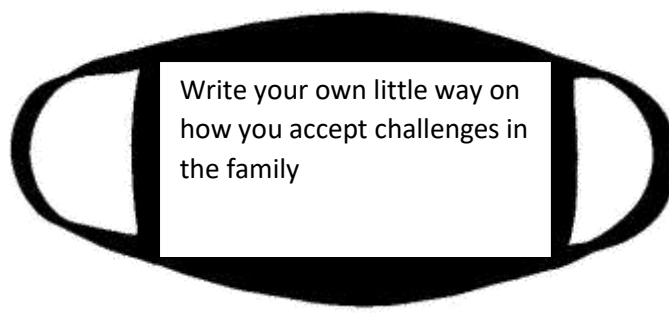 Write your own little way on
how you accept challenges in
the family